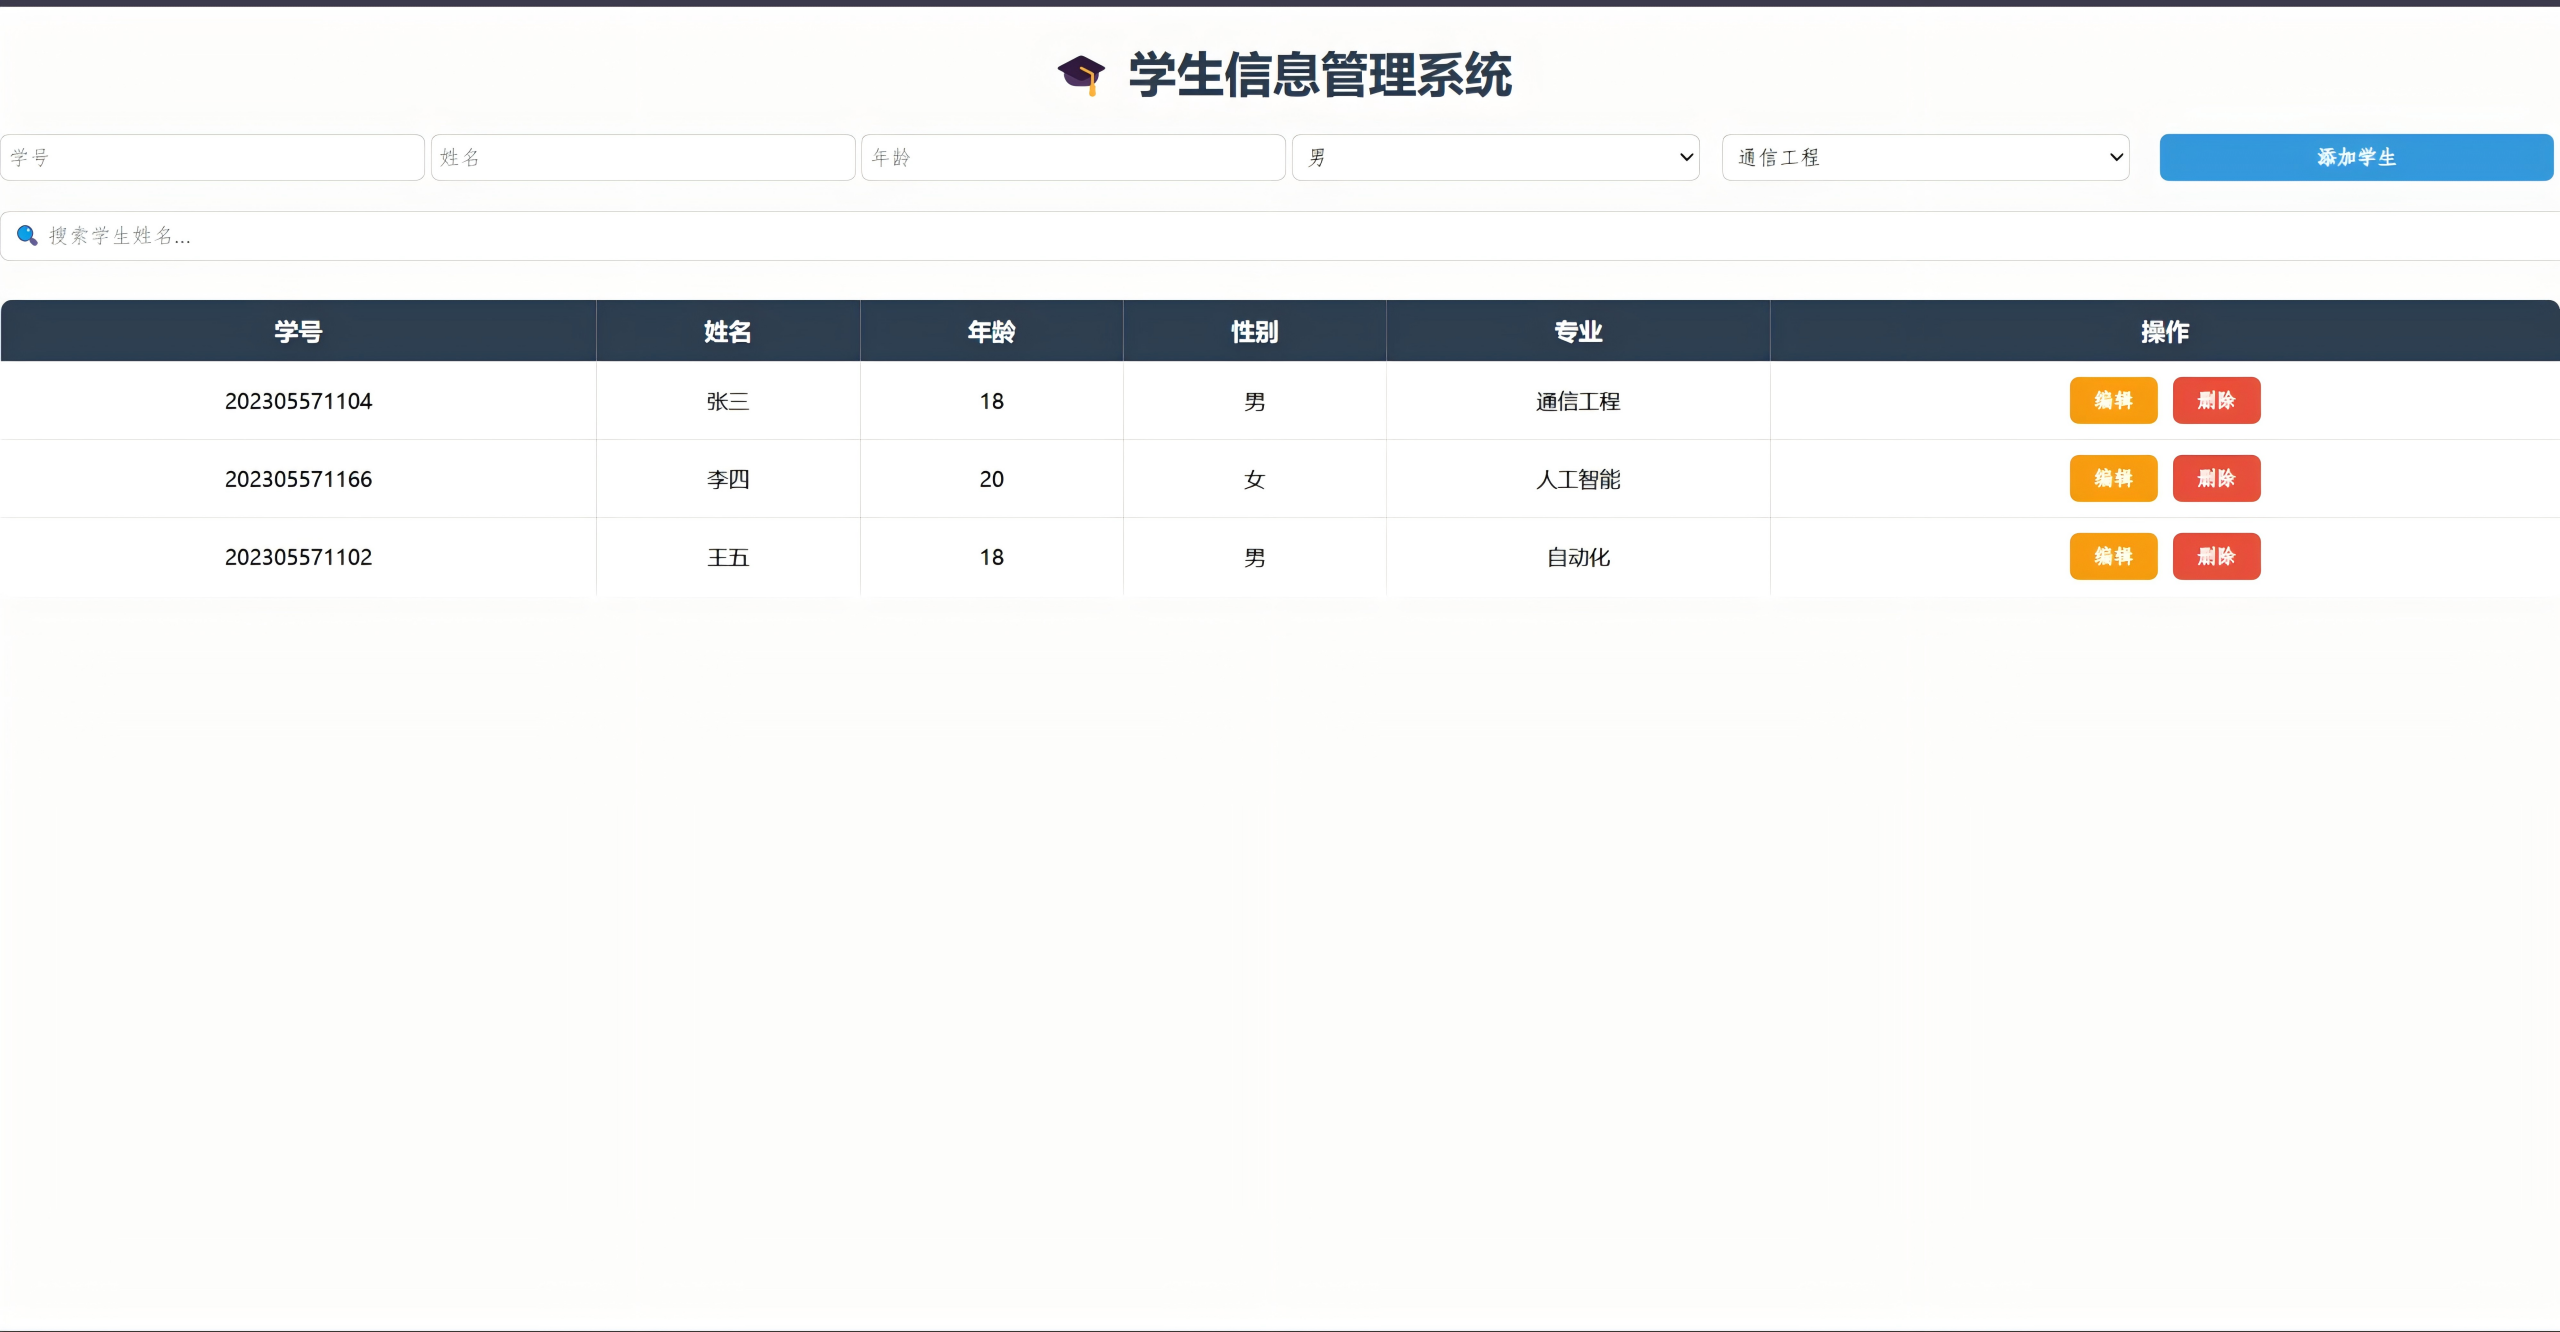 🎓 学生信息管理系统
学号 姓名 年龄 男 通信工程 添加学生
🔍 搜索学生姓名...
学号 姓名 年龄 性别 专业 操作
202305571104 张三 18 男 通信工程 编辑 删除
202305571166 李四 20 女 人工智能 编辑 删除
202305571102 王五 18 男 自动化 编辑 删除